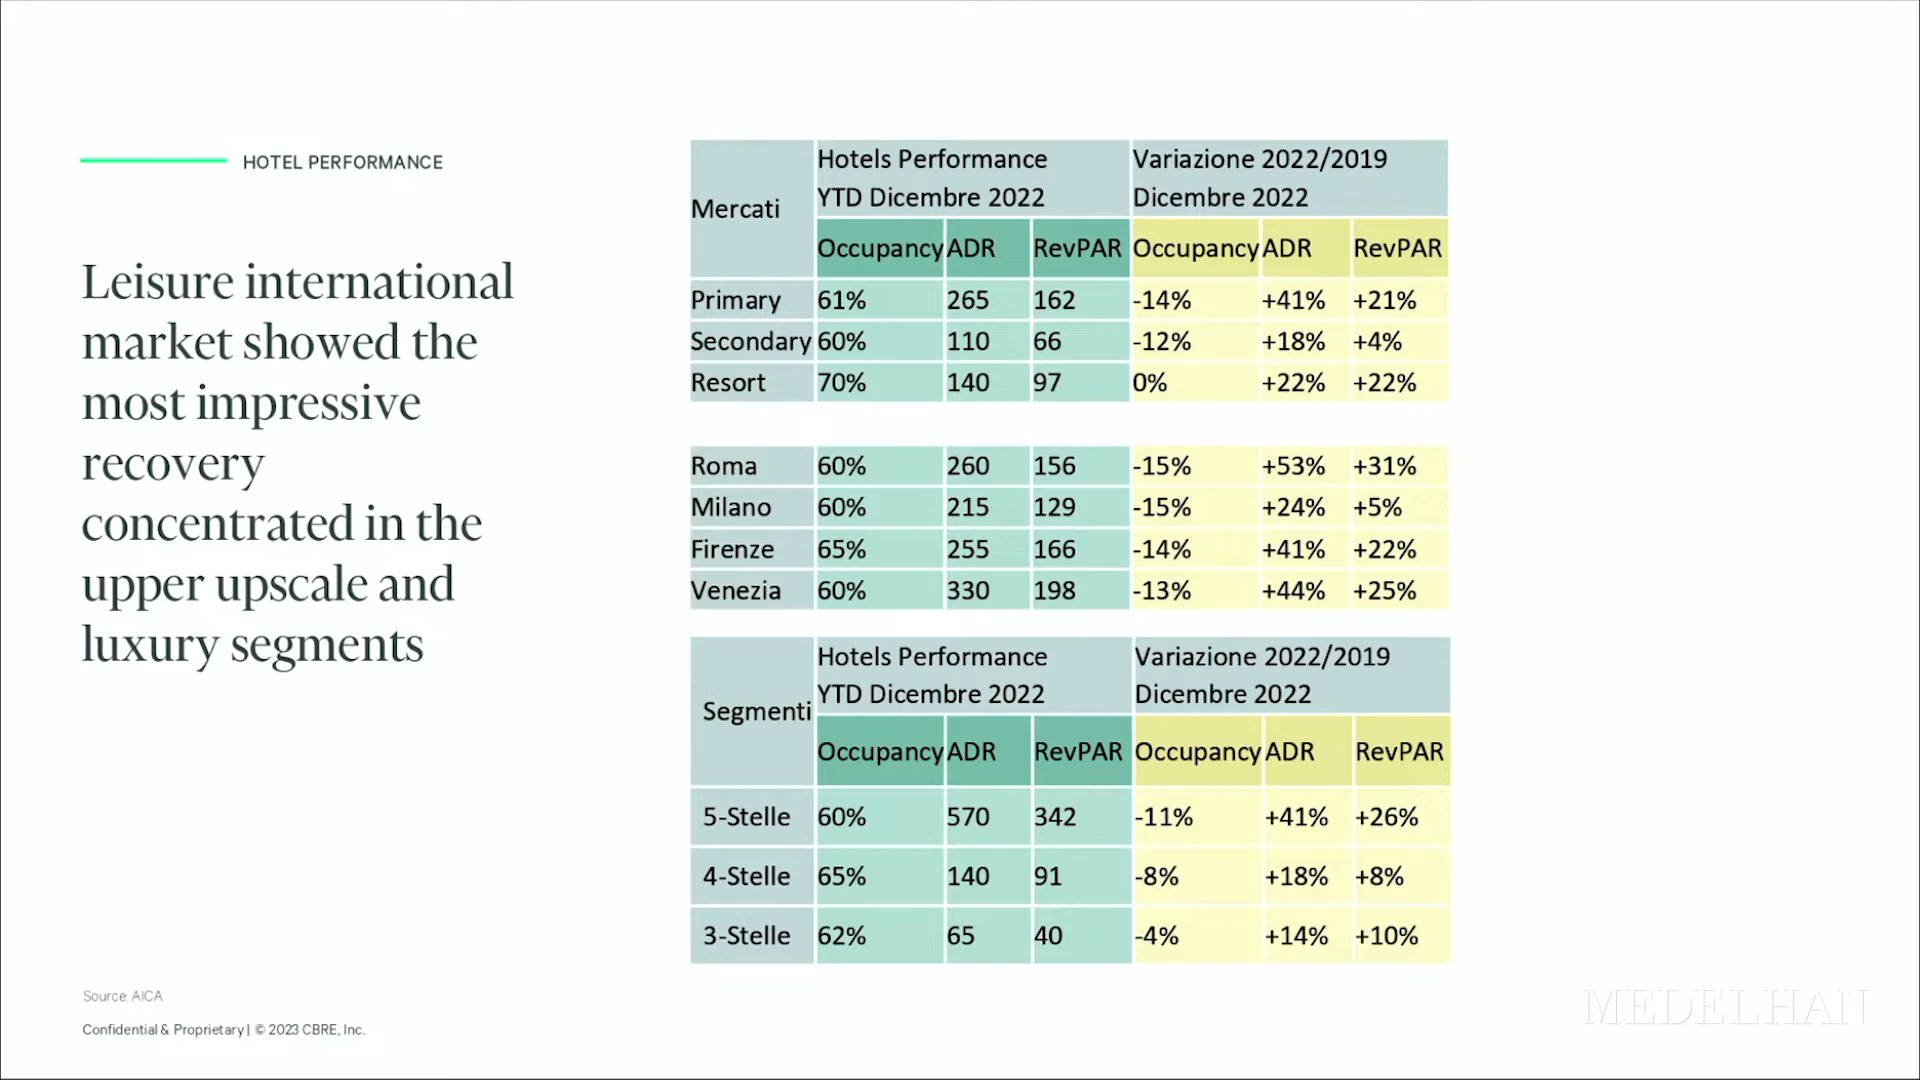 HOTEL PERFORMANCE
Leisure international
market showed the
most impressive
recovery
concentrated in the
upper upscale and
luxury segments
Mercati
Hotels Performance
YTD Dicembre 2022
Variazione 2022/2019
Dicembre 2022
Occupancy ADR RevPAR Occupancy ADR RevPAR
Primary 61% 265 162 -14% +41% +21%
Secondary 60% 110 66 -12% +18% +4%
Resort 70% 140 97 0% +22% +22%
Roma 60% 260 156 -15% +53% +31%
Milano 60% 215 129 -15% +24% +5%
Firenze 65% 255 166 -14% +41% +22%
Venezia 60% 330 198 -13% +44% +25%
Segmenti
Hotels Performance
YTD Dicembre 2022
Variazione 2022/2019
Dicembre 2022
Occupancy ADR RevPAR Occupancy ADR RevPAR
5-Stelle 60% 570 342 -11% +41% +26%
4-Stelle 65% 140 91 -8% +18% +8%
3-Stelle 62% 65 40 -4% +14% +10%
Source: AICA
Confidential & Proprietary | © 2023 CBRE, Inc.
MEDELHAN